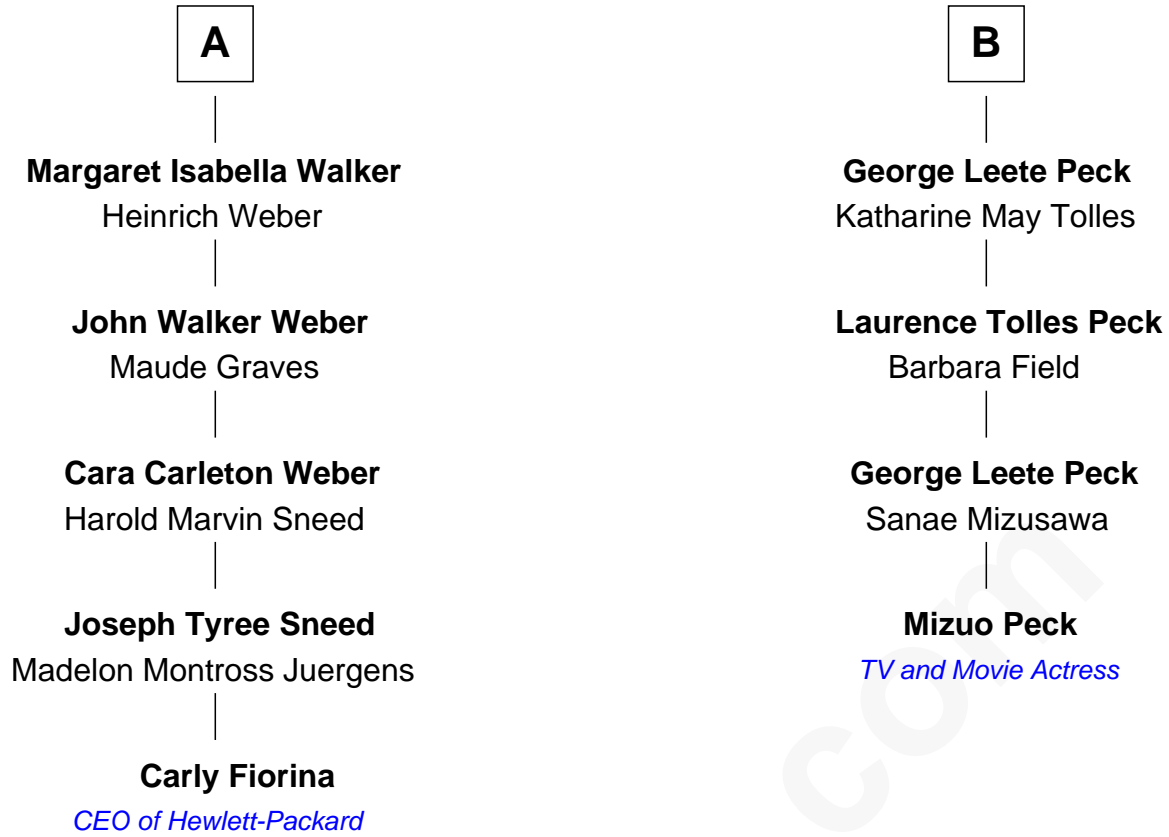 A
Margaret Isabella Walker
Heinrich Weber
John Walker Weber
Maude Graves
Cara Carleton Weber
Harold Marvin Sneed
Joseph Tyree Sneed
Madelon Montross Juergens
Carly Fiorina
CEO of Hewlett-Packard
B
George Leete Peck
Katharine May Tolles
Laurence Tolles Peck
Barbara Field
George Leete Peck
Sanae Mizusawa
Mizuo Peck
TV and Movie Actress
com